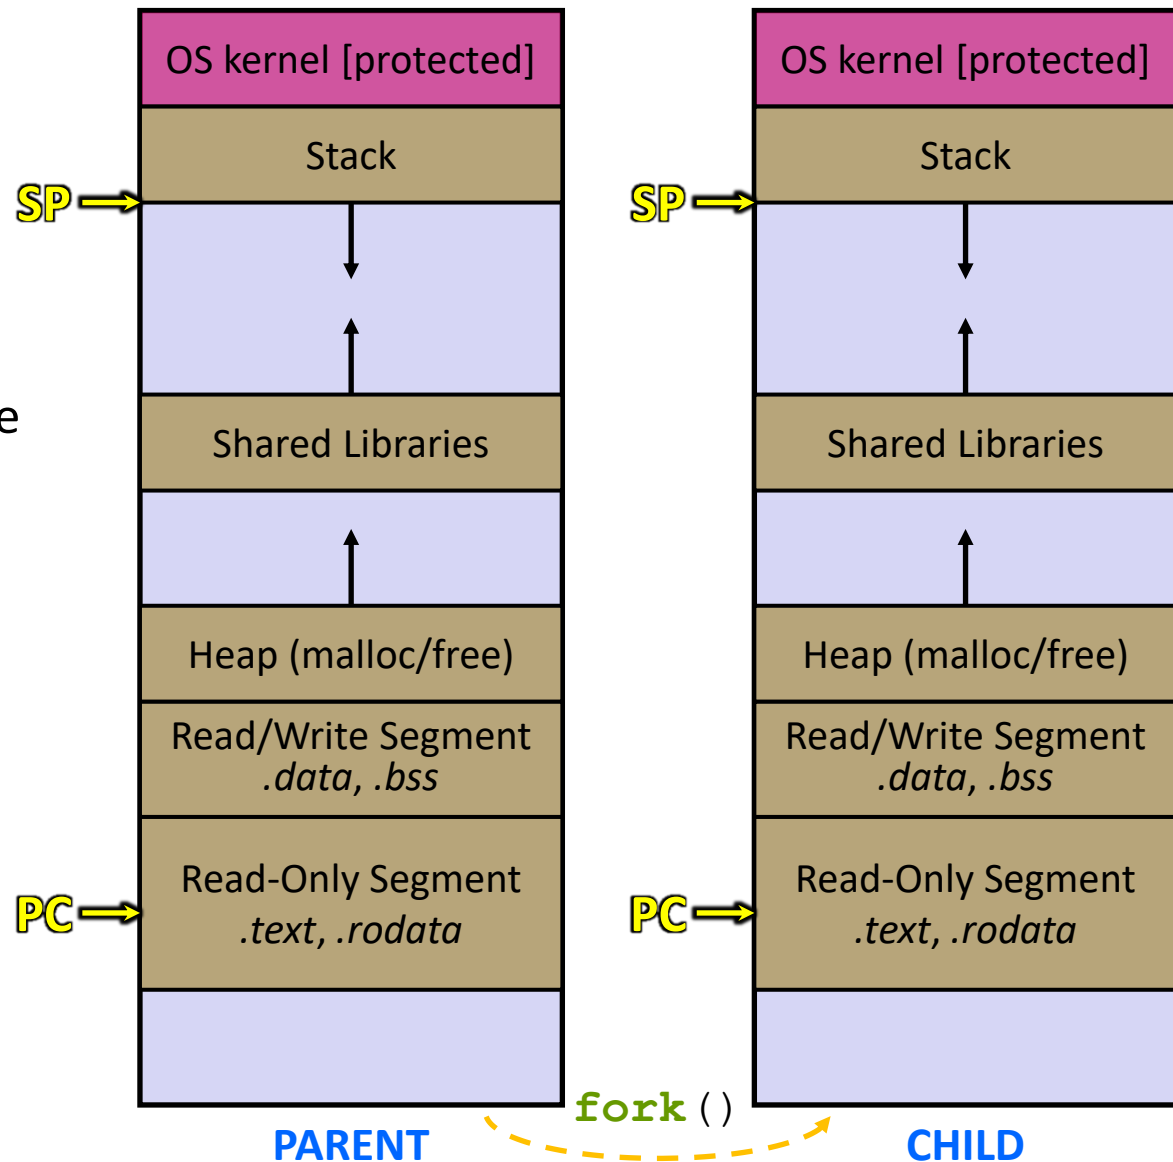 OS kernel [protected]
Stack
SP
e
Shared Libraries
Heap (malloc/free)
Read/Write Segment
.data, .bss
Read-Only Segment
.text, .rodata
PC
PARENT
OS kernel [protected]
Stack
SP
Shared Libraries
Heap (malloc/free)
Read/Write Segment
.data, .bss
Read-Only Segment
.text, .rodata
PC
fork()
CHILD